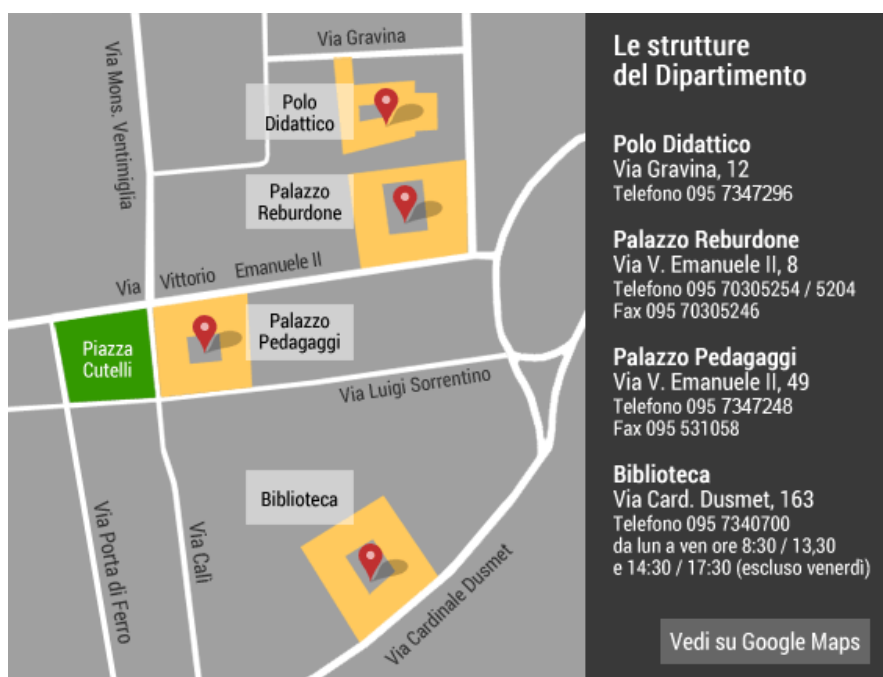 Via Gravina
Via Mons. Ventimiglia
Polo
Didattico
Palazzo
Reburdone
Via Vittorio Emanuele II
Piazza
Cutelli
Palazzo
Pedagaggi
Via Luigi Sorrentino
Biblioteca
Via Porta di Ferro
Via Calì
Via Cardinale Dusmet
Le strutture
del Dipartimento
Polo Didattico
Via Gravina, 12
Telefono 095 7347296
Palazzo Reburdone
Via V. Emanuele II, 8
Telefono 095 70305254 / 5204
Fax 095 70305246
Palazzo Pedagaggi
Via V. Emanuele II, 49
Telefono 095 7347248
Fax 095 531058
Biblioteca
Via Card. Dusmet, 163
Telefono 095 7340700
da lun a ven ore 8:30 / 13,30
e 14:30 / 17:30 (escluso venerdì)
Vedi su Google Maps